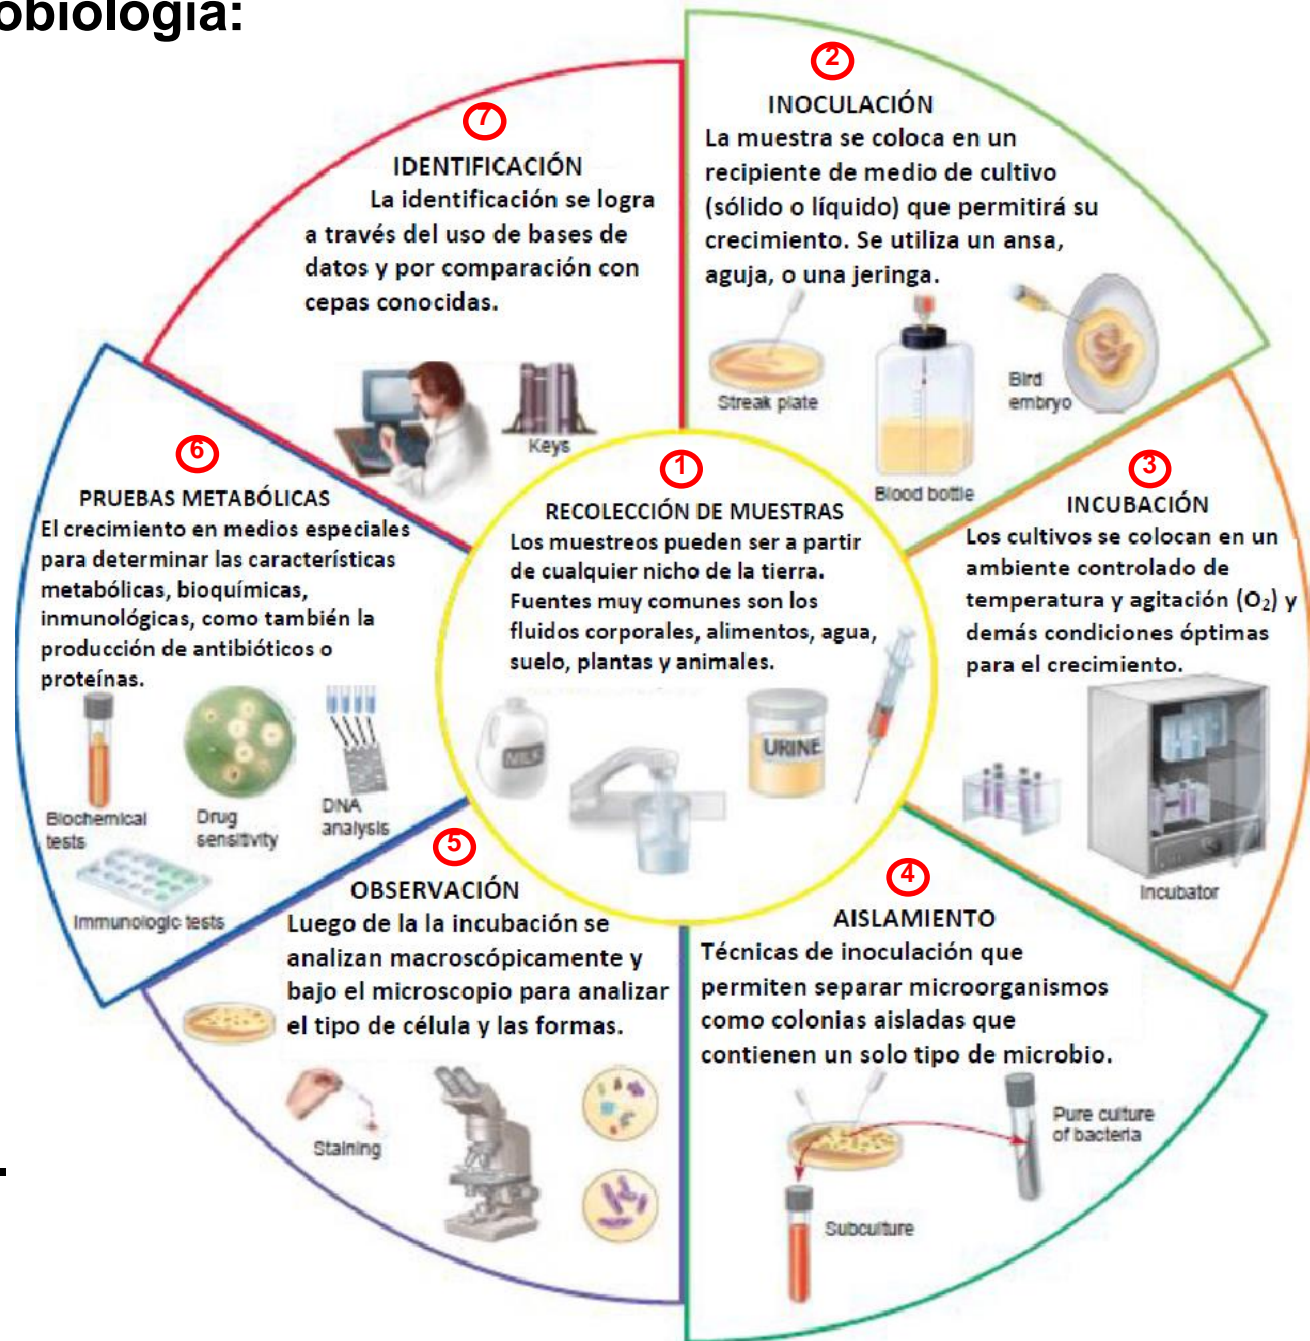 obiología:
1
RECOLECCIÓN DE MUESTRAS
Los muestreos pueden ser a partir
de cualquier nicho de la tierra.
Fuentes muy comunes son los
fluidos corporales, alimentos, agua,
suelo, plantas y animales.
MILK
URINE
2
INOCULACIÓN
La muestra se coloca en un
recipiente de medio de cultivo
(sólido o líquido) que permitirá su
crecimiento. Se utiliza un ansa,
aguja, o una jeringa.
Streak plate
Blood bottle
Bird
embryo
3
INCUBACIÓN
Los cultivos se colocan en un
ambiente controlado de
temperatura y agitación (O₂) y
demás condiciones óptimas
para el crecimiento.
Incubator
4
AISLAMIENTO
Técnicas de inoculación que
permiten separar microorganismos
como colonias aisladas que
contienen un solo tipo de microbio.
Pure culture
of bacteria
Subculture
5
OBSERVACIÓN
Luego de la la incubación se
analizan macroscópicamente y
bajo el microscopio para analizar
el tipo de célula y las formas.
Staining
6
PRUEBAS METABÓLICAS
El crecimiento en medios especiales
para determinar las características
metabólicas, bioquímicas,
inmunológicas, como también la
producción de antibióticos o
proteínas.
Biochemical
tests
Drug
sensitivity
DNA
analysis
Immunologic tests
7
IDENTIFICACIÓN
La identificación se logra
a través del uso de bases de
datos y por comparación con
cepas conocidas.
Keys
.